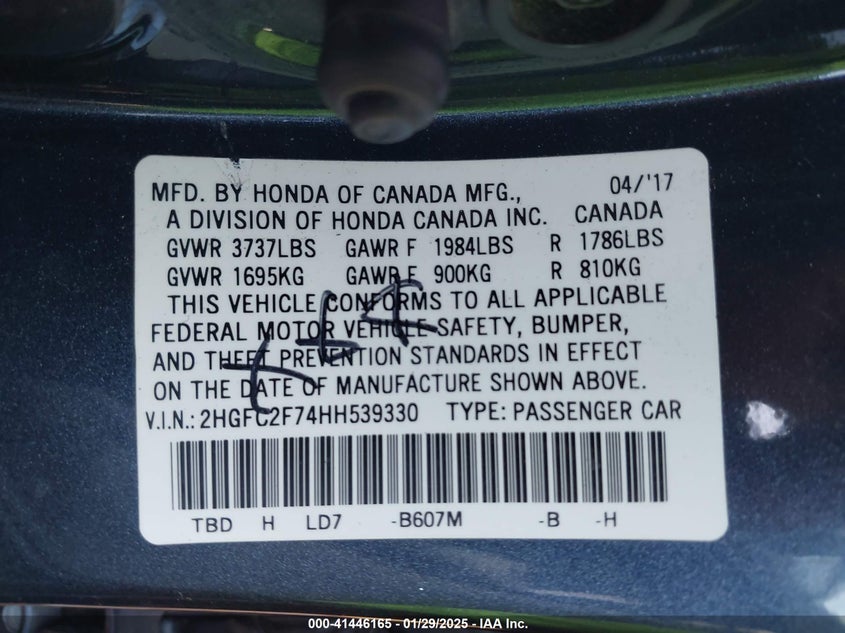 MFD. BY HONDA OF CANADA MFG., 04/'17
A DIVISION OF HONDA CANADA INC. CANADA
GVWR 3737LBS GAWR F 1984LBS R 1786LBS
GVWR 1695KG GAWR F 900KG R 810KG
THIS VEHICLE CONFORMS TO ALL APPLICABLE
FEDERAL MOTOR VEHICLE SAFETY, BUMPER,
AND THEFT PREVENTION STANDARDS IN EFFECT
ON THE DATE OF MANUFACTURE SHOWN ABOVE.
V.I.N.: 2HGFC2F74HH539330 TYPE: PASSENGER CAR
TBD H LD7 -B607M -B -H
000-41446165 - 01/29/2025 - IAA Inc.